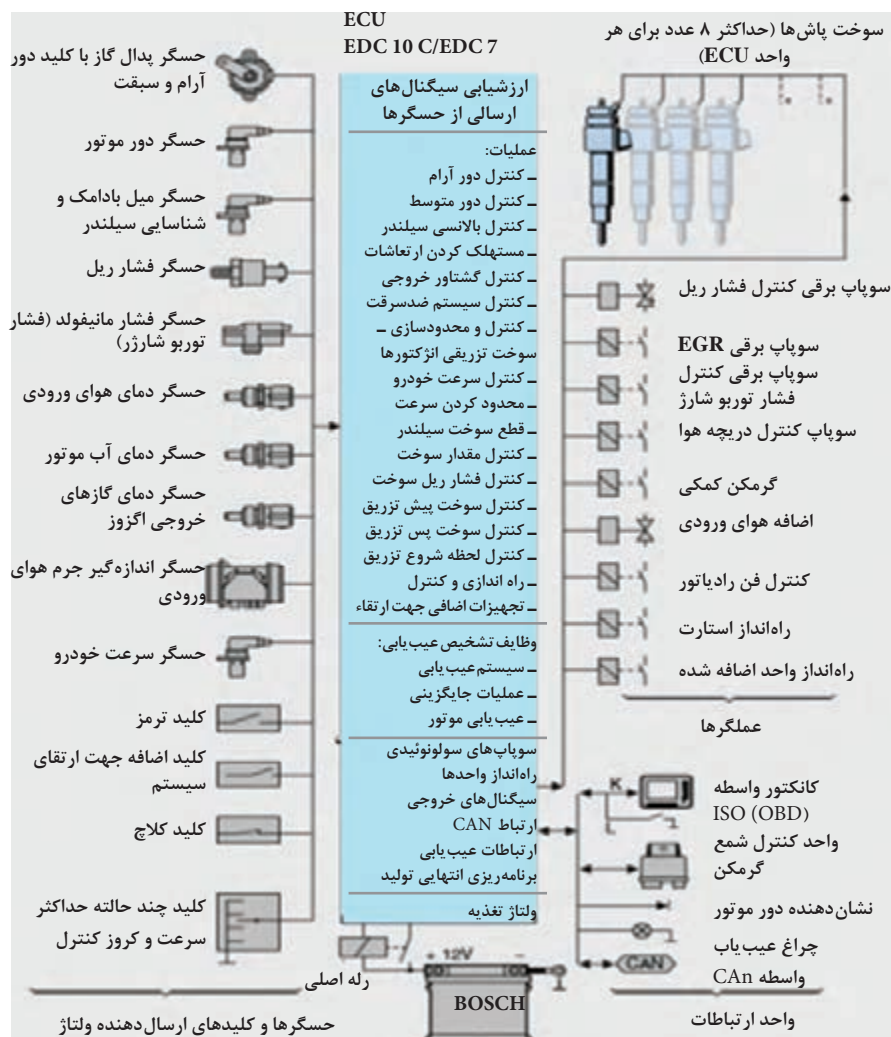 ECU
EDC 10 C/EDC 7
حسگر پدال گاز با کلید دور
آرام و سبقت
حسگر دور موتور
حسگر میل بادامک و
شناسایی سیلندر
حسگر فشار ریل
حسگر فشار مانیفولد (فشار
توربو شارژر)
حسگر دمای هوای ورودی
حسگر دمای آب موتور
حسگر دمای گازهای
خروجی اگزوز
حسگر اندازه‌گیر جرم هوای
ورودی
حسگر سرعت خودرو
کلید ترمز
کلید اضافه جهت ارتقای
سیستم
کلید کلاچ
کلید چند حالته حداکثر
سرعت و کروز کنترل
حسگرها و کلیدهای ارسال‌دهنده ولتاژ
ارزشیابی سیگنال‌های
ارسالی از حسگرها
عملیات:
ـ کنترل دور آرام
ـ کنترل دور متوسط
ـ کنترل بالانسی سیلندر
ـ مستهلک کردن ارتعاشات
ـ کنترل گشتاور خروجی
ـ کنترل سیستم ضدسرقت
ـ کنترل و محدودسازی ـ
سوخت تزریقی انژکتورها
ـ کنترل سرعت خودرو
ـ محدود کردن سرعت
ـ قطع سوخت سیلندر
ـ کنترل مقدار سوخت
ـ کنترل فشار ریل سوخت
ـ کنترل سوخت پیش تزریق
ـ کنترل سوخت پس تزریق
ـ کنترل لحظه شروع تزریق
ـ راه اندازی و کنترل
ـ تجهیزات اضافی جهت ارتقاء
وظایف تشخیص عیب‌یابی:
ـ سیستم عیب‌یابی
ـ عملیات جایگزینی
ـ عیب‌یابی موتور
سوپاپ‌های سولونوئیدی
راه‌انداز واحدها
سیگنال‌های خروجی
ارتباط CAN
ارتباطات عیب‌یابی
برنامه‌ریزی انتهایی تولید
ولتاژ تغذیه
رله اصلی
+ 12V −
BOSCH
سوخت پاش‌ها (حداکثر ۸ عدد برای هر
واحد ECU)
سوپاپ برقی کنترل فشار ریل
سوپاپ برقی EGR
سوپاپ برقی کنترل
فشار توربو شارژ
سوپاپ کنترل دریچه هوا
گرمکن کمکی
اضافه هوای ورودی
کنترل فن رادیاتور
راه‌انداز استارت
راه‌انداز واحد اضافه شده
عملگرها
K
کانکتور واسطه
ISO (OBD)
واحد کنترل شمع
گرمکن
نشان‌دهنده دور موتور
چراغ عیب‌یاب
CAN
واسطه CAn
واحد ارتباطات